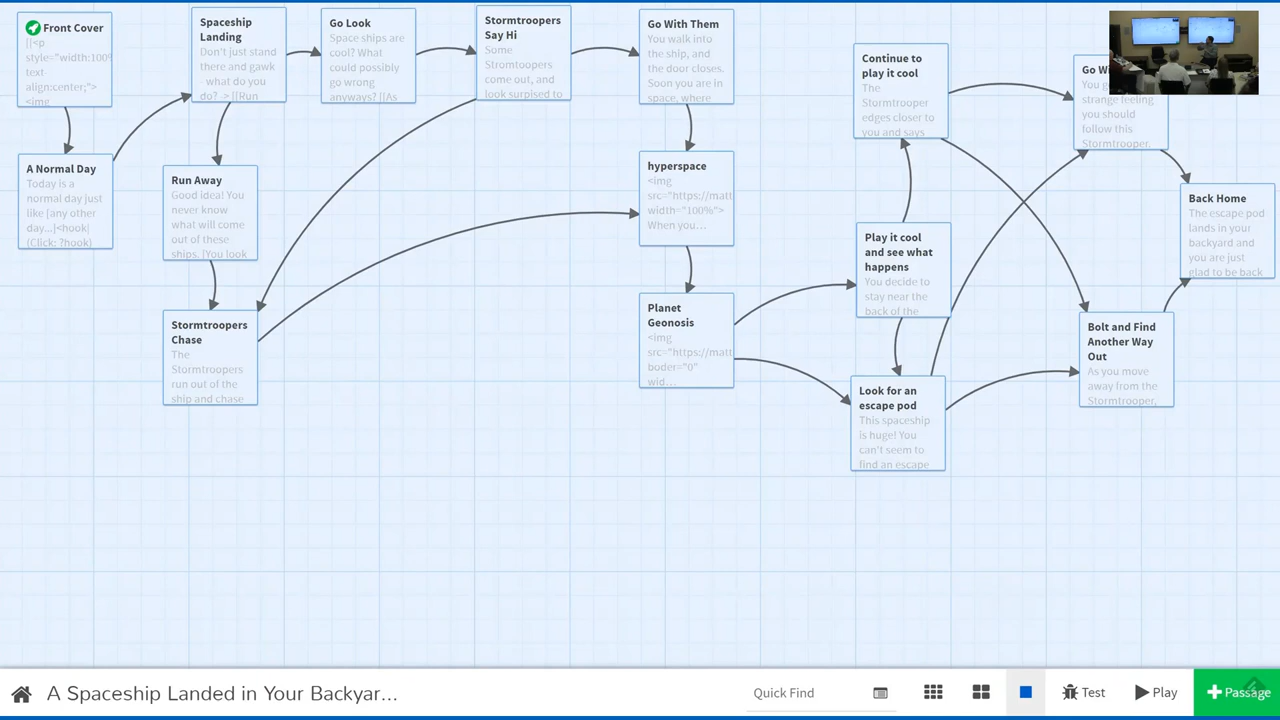 Front Cover
||<p
style="width:100%
text
align:center;">
<img
A Normal Day
Today is a
normal day just
like [any other
day...|<hook|
(Click: ?hook)
Spaceship
Landing
Don't just stand
there and gawk
- what do you
do? -> |[Run
Run Away
Good idea! You
never know
what will come
out of these
ships. [You look
Stormtroopers
Chase
The
Stormtroopers
run out of the
ship and chase
Go Look
Space ships are
cool? What
could possibly
go wrong
anyways? [[As
Stormtroopers
Say Hi
Some
Stromtroopers
come out, and
look surpised to
Go With Them
You walk into
the ship, and
the door closes.
Soon you are in
space, where
hyperspace
<img
src="https://matt
width="100%">
When you...
Planet
Geonosis
<img
src="https://matt
boder="0"
wid...
Continue to
play it cool
The
Stormtrooper
edges closer to
you and says
Play it cool
and see what
happens
You decide to
stay near the
back of the
Look for an
escape pod
This spaceship
is huge! You
can't seem to
find an escape
Go
strange feeling
you should
follow this
Stormtrooper.
Back Home
The escape pod
lands in your
backyard and
you are just
glad to be back
Bolt and Find
Another Way
Out
As you move
away from the
Stormtrooper,
A Spaceship Landed in Your Backyar...
Quick Find
Test
Play
+Passage